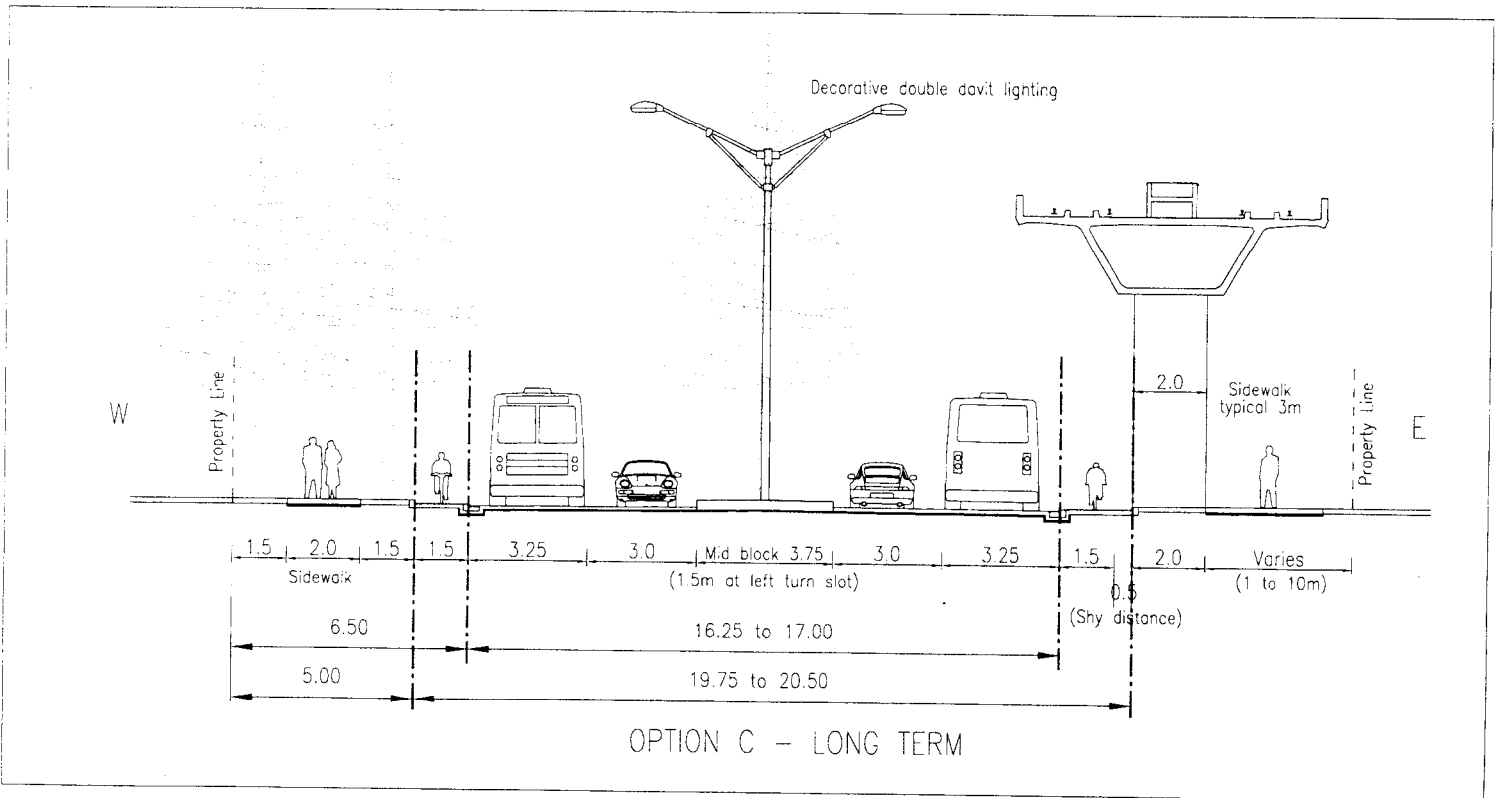 Decorative double davit lighting
W
Property Line
2.0
Sidewalk
typical 3m
Property Line
E
1.5
2.0
1.5
1.5
3.25
3.0
Mid block 3.75
3.0
3.25
1.5
2.0
Varies
Sidewalk
(1.5m at left turn slot)
0.5
(1 to 10m)
(Shy distance)
6.50
16.25 to 17.00
5.00
19.75 to 20.50
OPTION C – LONG TERM